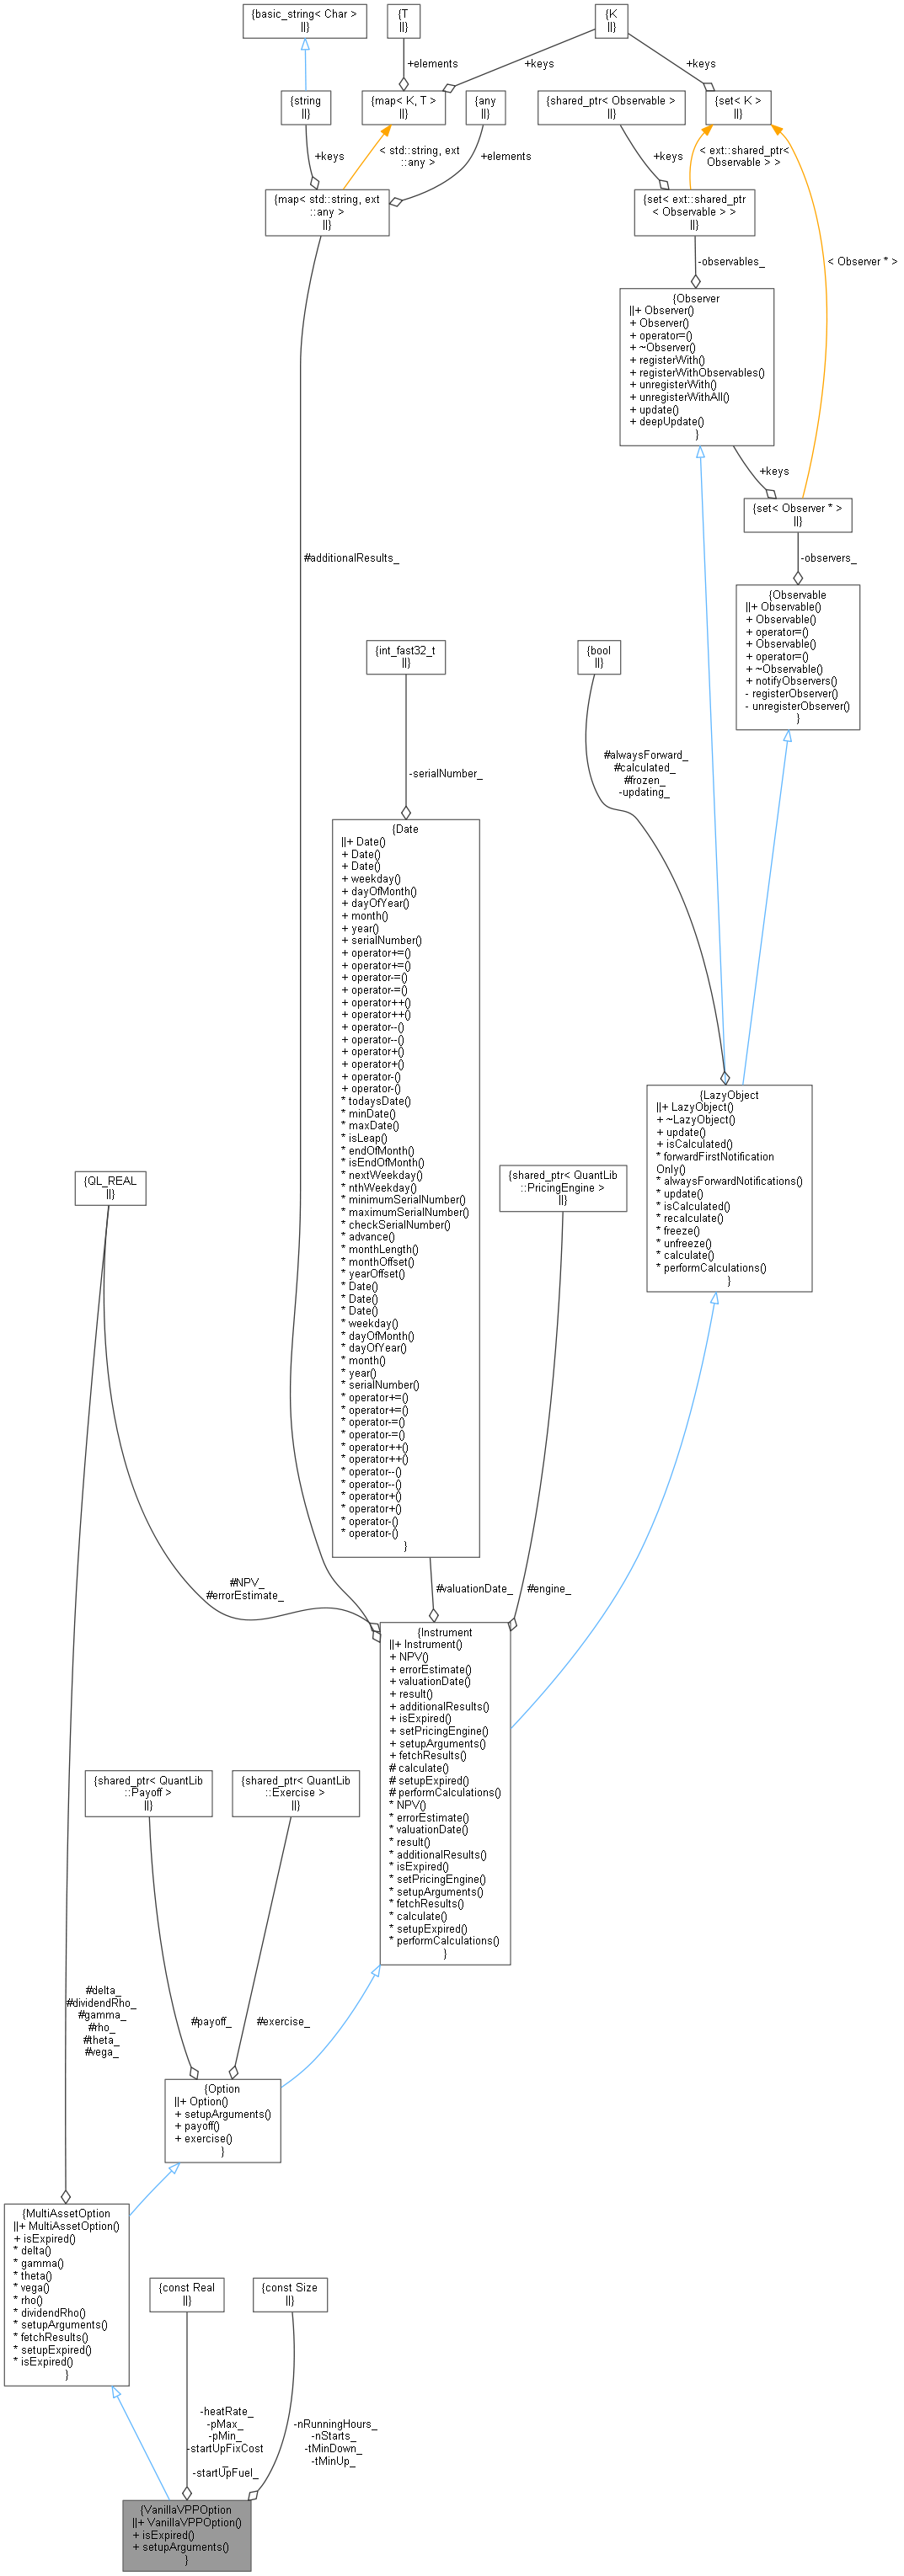 {basic_string< Char >
||}
{T
||}
{K
||}
+elements
+keys
+keys
{string
||}
{map< K, T >
||}
{any
||}
{shared_ptr< Observable >
||}
{set< K >
||}
+keys
< std::string, ext
::any >
+elements
+keys
< ext::shared_ptr<
Observable > >
{map< std::string, ext
::any >
||}
{set< ext::shared_ptr
< Observable > >
||}
-observables_
< Observer * >
{Observer
||+ Observer()
+ Observer()
+ operator=()
+ ~Observer()
+ registerWith()
+ registerWithObservables()
+ unregisterWith()
+ unregisterWithAll()
+ update()
+ deepUpdate()
}
+keys
{set< Observer * >
||}
#additionalResults_
-observers_
{Observable
||+ Observable()
+ Observable()
+ operator=()
+ Observable()
+ operator=()
+ ~Observable()
+ notifyObservers()
- registerObserver()
- unregisterObserver()
}
{int_fast32_t
||}
{bool
||}
-serialNumber_
#alwaysForward_
#calculated_
#frozen_
-updating_
{Date
||+ Date()
+ Date()
+ Date()
+ weekday()
+ dayOfMonth()
+ dayOfYear()
+ month()
+ year()
+ serialNumber()
+ operator+=()
+ operator+=()
+ operator-=()
+ operator-=()
+ operator++()
+ operator++()
+ operator--()
+ operator--()
+ operator+()
+ operator+()
+ operator-()
+ operator-()
* todaysDate()
* minDate()
* maxDate()
* isLeap()
* endOfMonth()
* isEndOfMonth()
* nextWeekday()
* nthWeekday()
* minimumSerialNumber()
* maximumSerialNumber()
* checkSerialNumber()
* advance()
* monthLength()
* monthOffset()
* yearOffset()
* Date()
* Date()
* Date()
* weekday()
* dayOfMonth()
* dayOfYear()
* month()
* year()
* serialNumber()
* operator+=()
* operator+=()
* operator-=()
* operator-=()
* operator++()
* operator++()
* operator--()
* operator--()
* operator+()
* operator+()
* operator-()
* operator-()
}
{LazyObject
||+ LazyObject()
+ ~LazyObject()
+ update()
+ isCalculated()
* forwardFirstNotification
Only()
* alwaysForwardNotifications()
* update()
* isCalculated()
* recalculate()
* freeze()
* unfreeze()
* calculate()
* performCalculations()
}
{QL_REAL
||}
{shared_ptr< QuantLib
::PricingEngine >
||}
#NPV_
#errorEstimate_
#valuationDate_
#engine_
{Instrument
||+ Instrument()
+ NPV()
+ errorEstimate()
+ valuationDate()
+ result()
+ additionalResults()
+ isExpired()
+ setPricingEngine()
+ setupArguments()
+ fetchResults()
# calculate()
# setupExpired()
# performCalculations()
* NPV()
* errorEstimate()
* valuationDate()
* result()
* additionalResults()
* isExpired()
* setPricingEngine()
* setupArguments()
* fetchResults()
* calculate()
* setupExpired()
* performCalculations()
}
{shared_ptr< QuantLib
::Payoff >
||}
{shared_ptr< QuantLib
::Exercise >
||}
#delta_
#dividendRho_
#gamma_
#rho_
#theta_
#vega_
#payoff_
#exercise_
{Option
||+ Option()
+ setupArguments()
+ payoff()
+ exercise()
}
{MultiAssetOption
||+ MultiAssetOption()
+ isExpired()
* delta()
* gamma()
* theta()
* vega()
* rho()
* dividendRho()
* setupArguments()
* fetchResults()
* setupExpired()
* isExpired()
}
{const Real
||}
{const Size
||}
-heatRate_
-pMax_
-pMin_
-startUpFixCost
_
-startUpFuel_
-nRunningHours_
-nStarts_
-tMinDown_
-tMinUp_
{VanillaVPPOption
||+ VanillaVPPOption()
+ isExpired()
+ setupArguments()
}